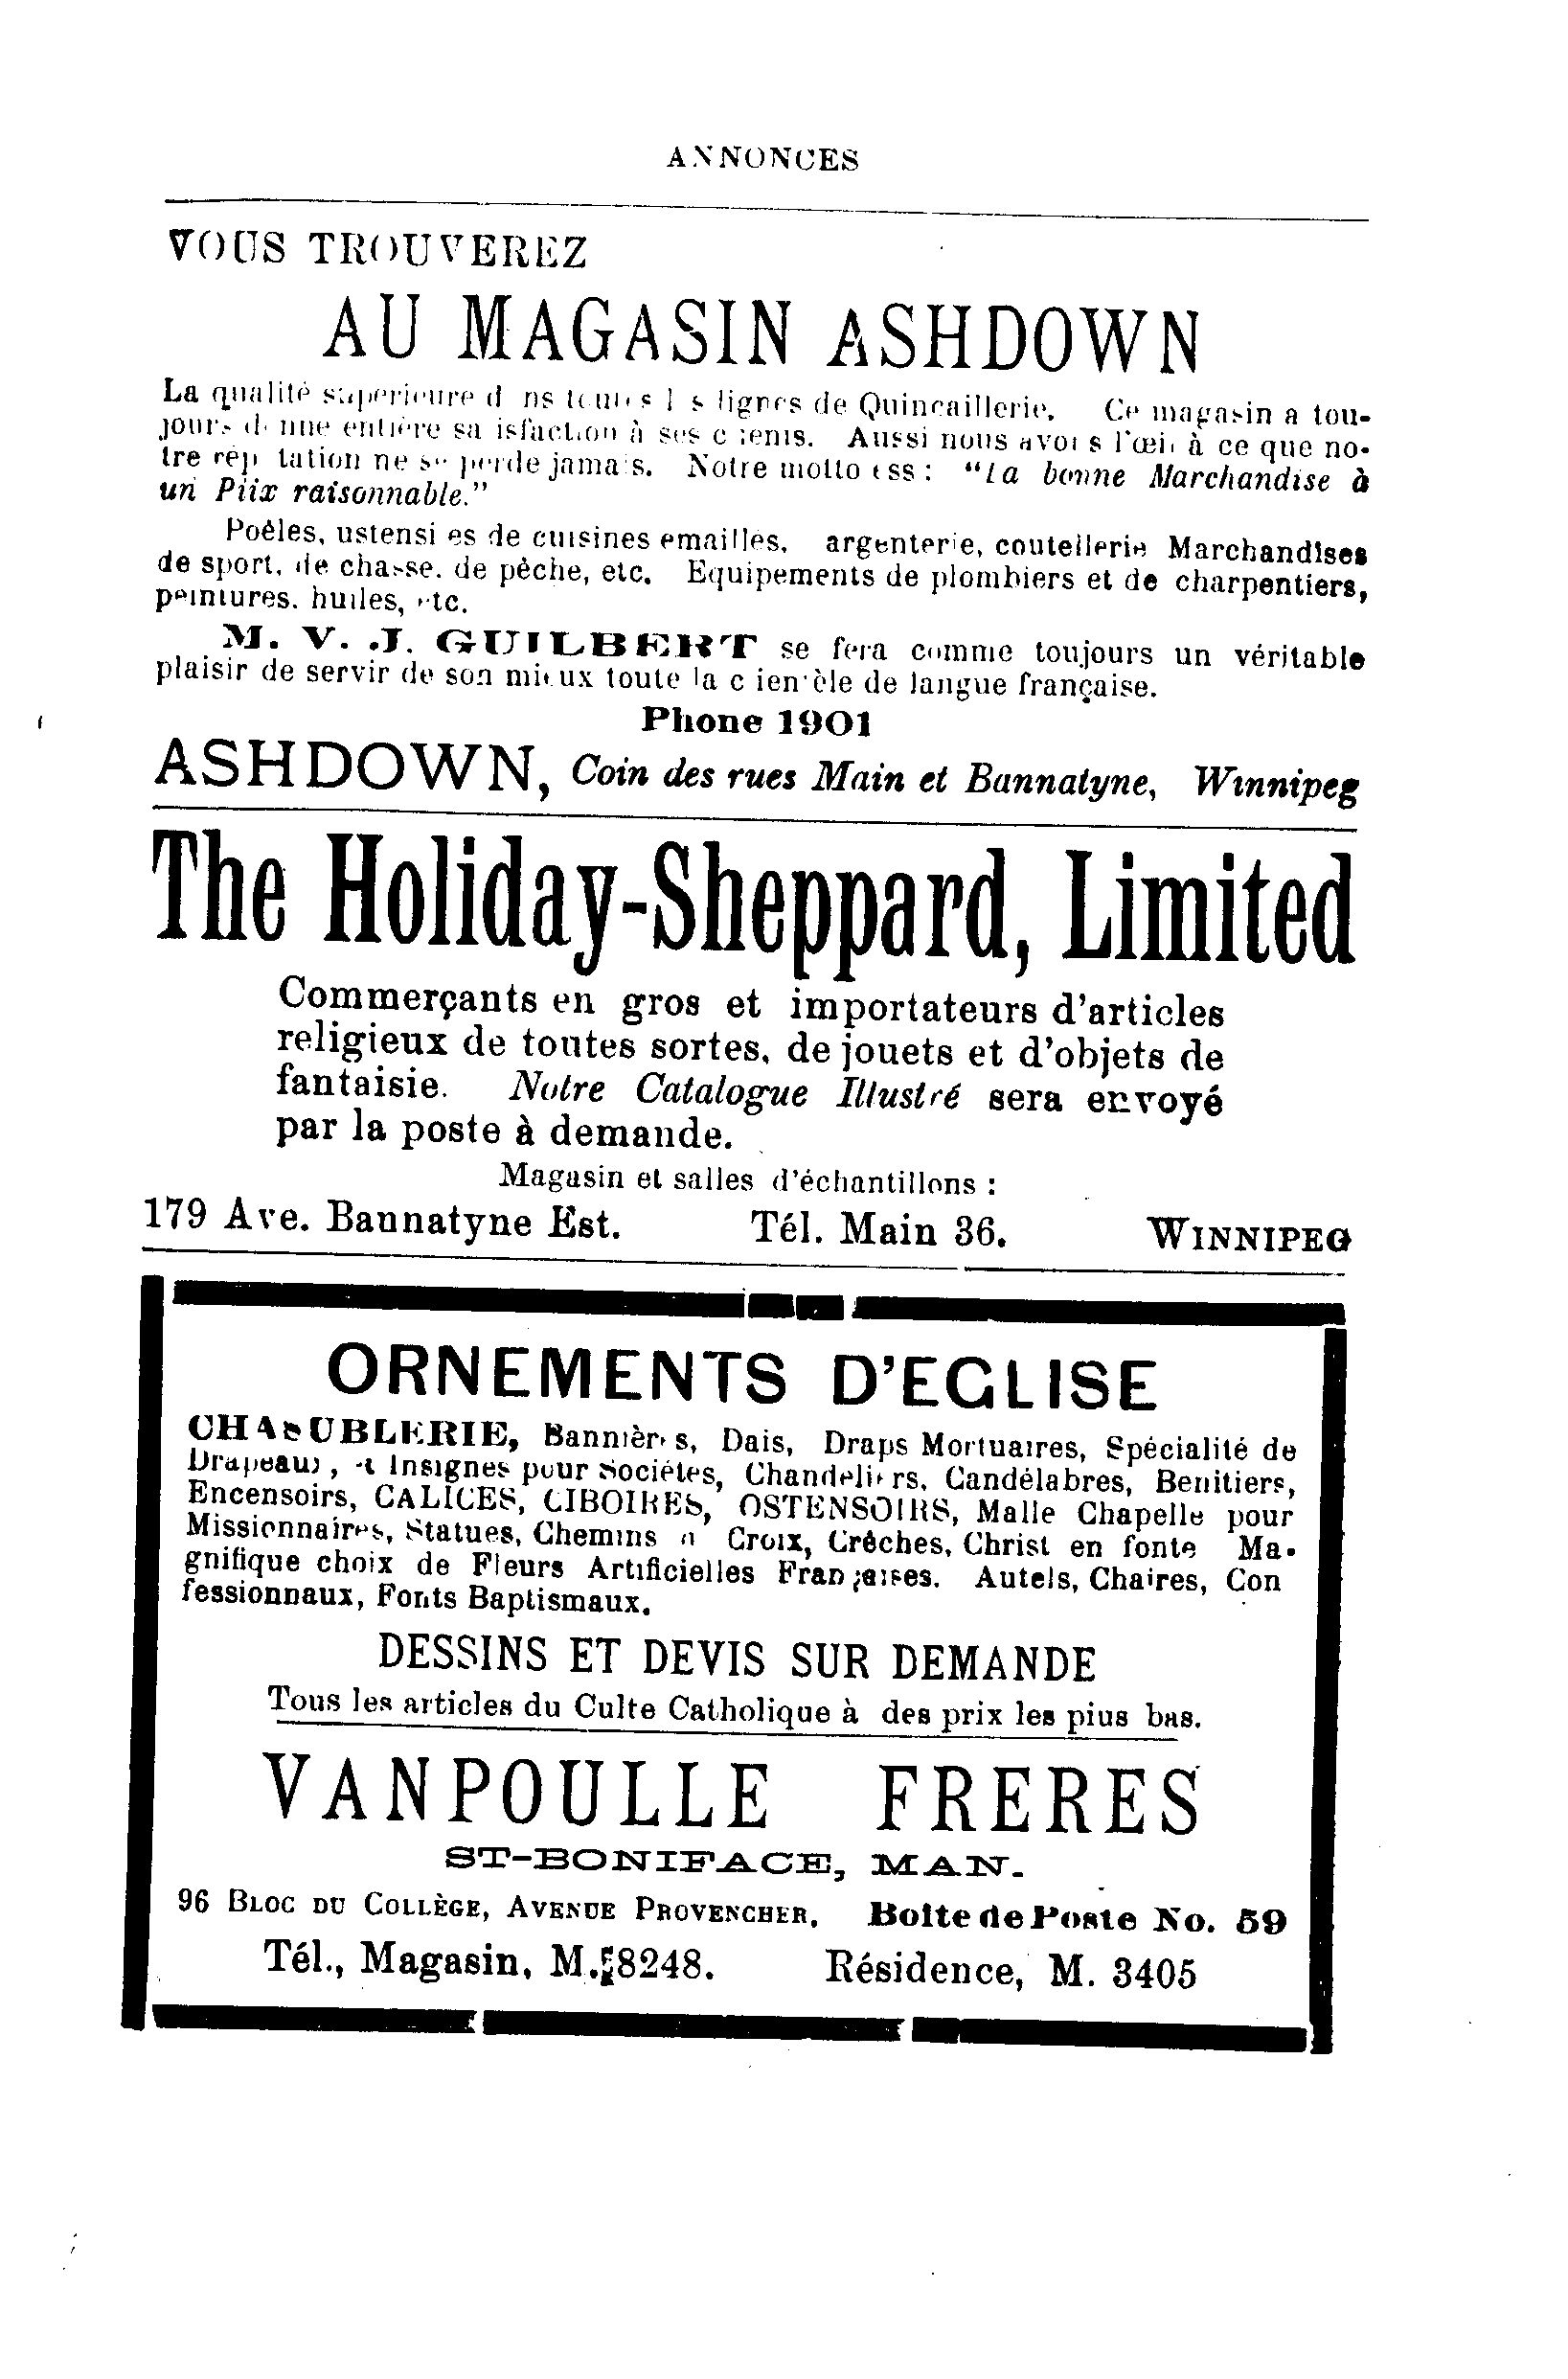 ANNONCES
VOUS TROUVEREZ
AU MAGASIN ASHDOWN
La qualité supérieure dans toutes les lignes de Quincaillerie. Ce magasin a tou-
jours donné entière satisfaction à ses clients. Aussi nous avons l'œil à ce que no-
tre réputation ne se perde jamais. Notre motto : "La bonne Marchandise à
un Piix raisonnable."
Poêles, ustensiles de cuisines emaillés, argenterie, coutellerie Marchandises
de sport, de chasse, de pêche, etc. Equipements de plombiers et de charpentiers,
peintures, huiles, etc.
M. V. J. GUILBERT se fera comme toujours un véritable
plaisir de servir de son mieux toute la clientèle de langue française.
Phone 1901
ASHDOWN, Coin des rues Main et Bannatyne, Winnipeg
The Holiday-Sheppard, Limited
Commerçants en gros et importateurs d'articles
religieux de toutes sortes, de jouets et d'objets de
fantaisie. Notre Catalogue Illustré sera envoyé
par la poste à demande.
Magasin et salles d'échantillons :
179 Ave. Bannatyne Est. Tél. Main 36. WINNIPEG
ORNEMENTS D'EGLISE
CHASUBLERIE, Bannières, Dais, Draps Mortuaires, Spécialité de
Drapeaux, et Insignes pour Sociétés, Chandeliers, Candélabres, Benitiers,
Encensoirs, CALICES, CIBOIRES, OSTENSOIRS, Malle Chapelle pour
Missionnaires, Statues, Chemins Croix, Crêches, Christ en fonte Ma-
gnifique choix de Fleurs Artificielles Françaises. Autels, Chaires, Con
fessionnaux, Fonts Baptismaux.
DESSINS ET DEVIS SUR DEMANDE
Tous les articles du Culte Catholique à des prix les plus bas.
VANPOULLE FRERES
ST-BONIFACE, MAN.
96 BLOC DU COLLÈGE, AVENUE PROVENCHER. Boite de Poste No. 59
Tél., Magasin, M. 8248. Résidence, M. 3405